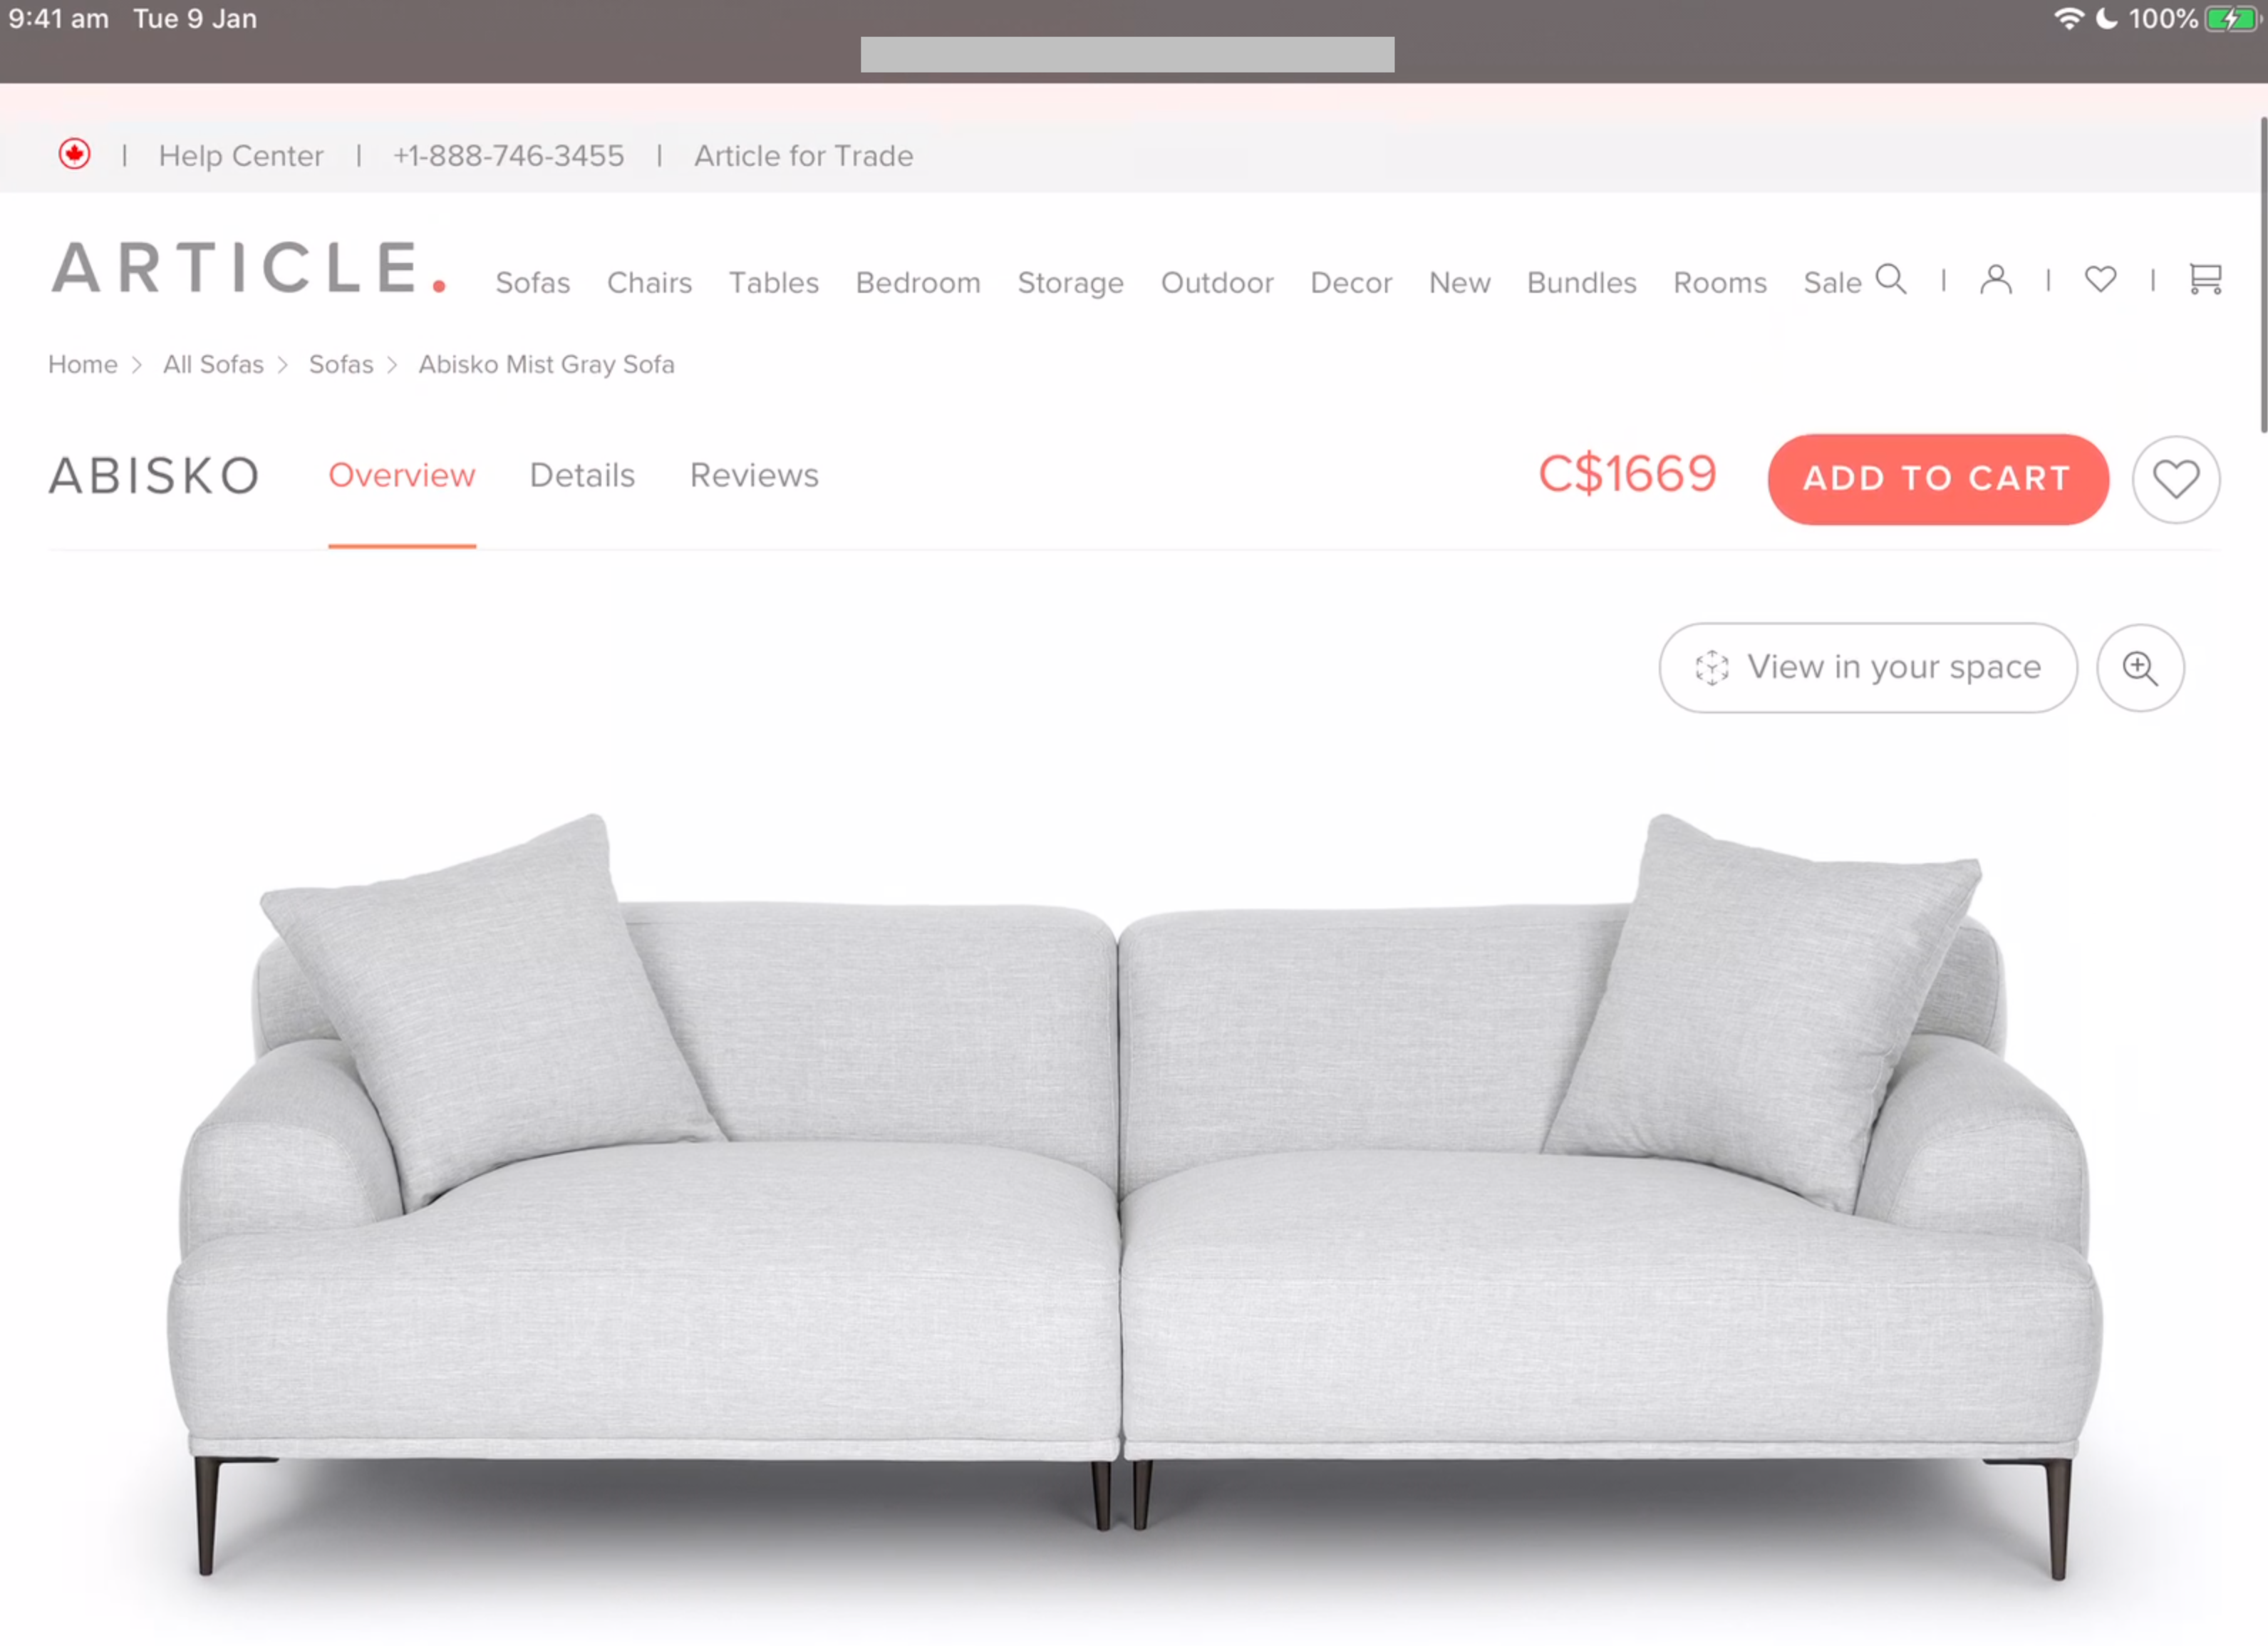 9:41 am Tue 9 Jan 100%
| Help Center | +1-888-746-3455 | Article for Trade
ARTICLE. Sofas Chairs Tables Bedroom Storage Outdoor Decor New Bundles Rooms Sale | | |
Home > All Sofas > Sofas > Abisko Mist Gray Sofa
ABISKO Overview Details Reviews C$1669 ADD TO CART
View in your space